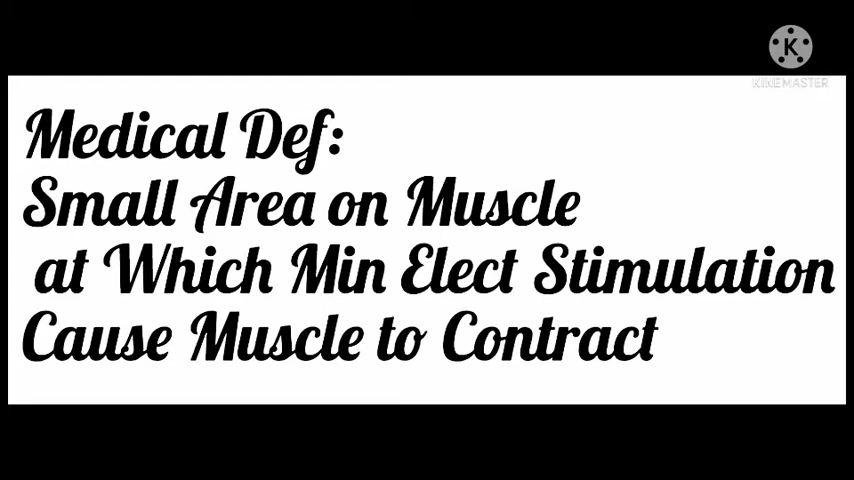 K
KINEMASTER
Medical Def:
Small Area on Muscle
at Which Min Elect Stimulation
Cause Muscle to Contract